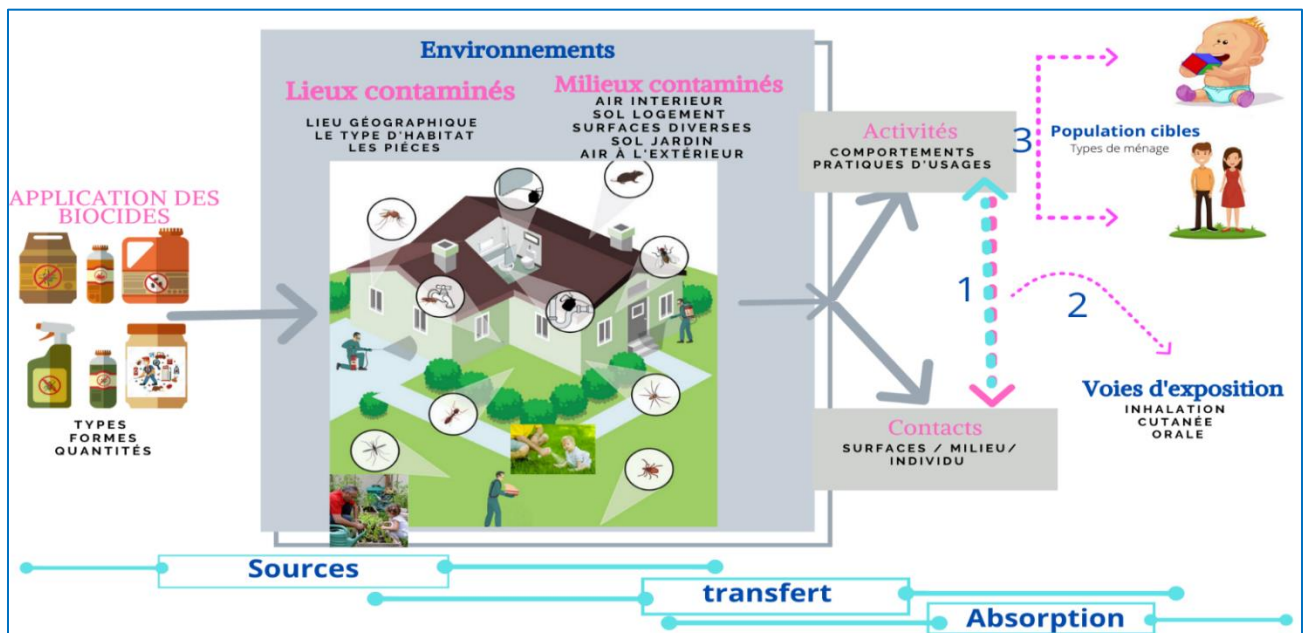 Environnements
Lieux contaminés
LIEU GÉOGRAPHIQUE
LE TYPE D'HABITAT
LES PIÉCES
Milieux contaminés
AIR INTERIEUR
SOL LOGEMENT
SURFACES DIVERSES
SOL JARDIN
AIR À L'EXTÉRIEUR
APPLICATION DES
BIOCIDES
TYPES
FORMES
QUANTITÉS
Activités
COMPORTEMENTS
PRATIQUES D'USAGES
3
Population cibles
Types de ménage
1
2
Voies d'exposition
INHALATION
CUTANÉE
ORALE
Contacts
SURFACES / MILIEU/
INDIVIDU
Sources
transfert
Absorption